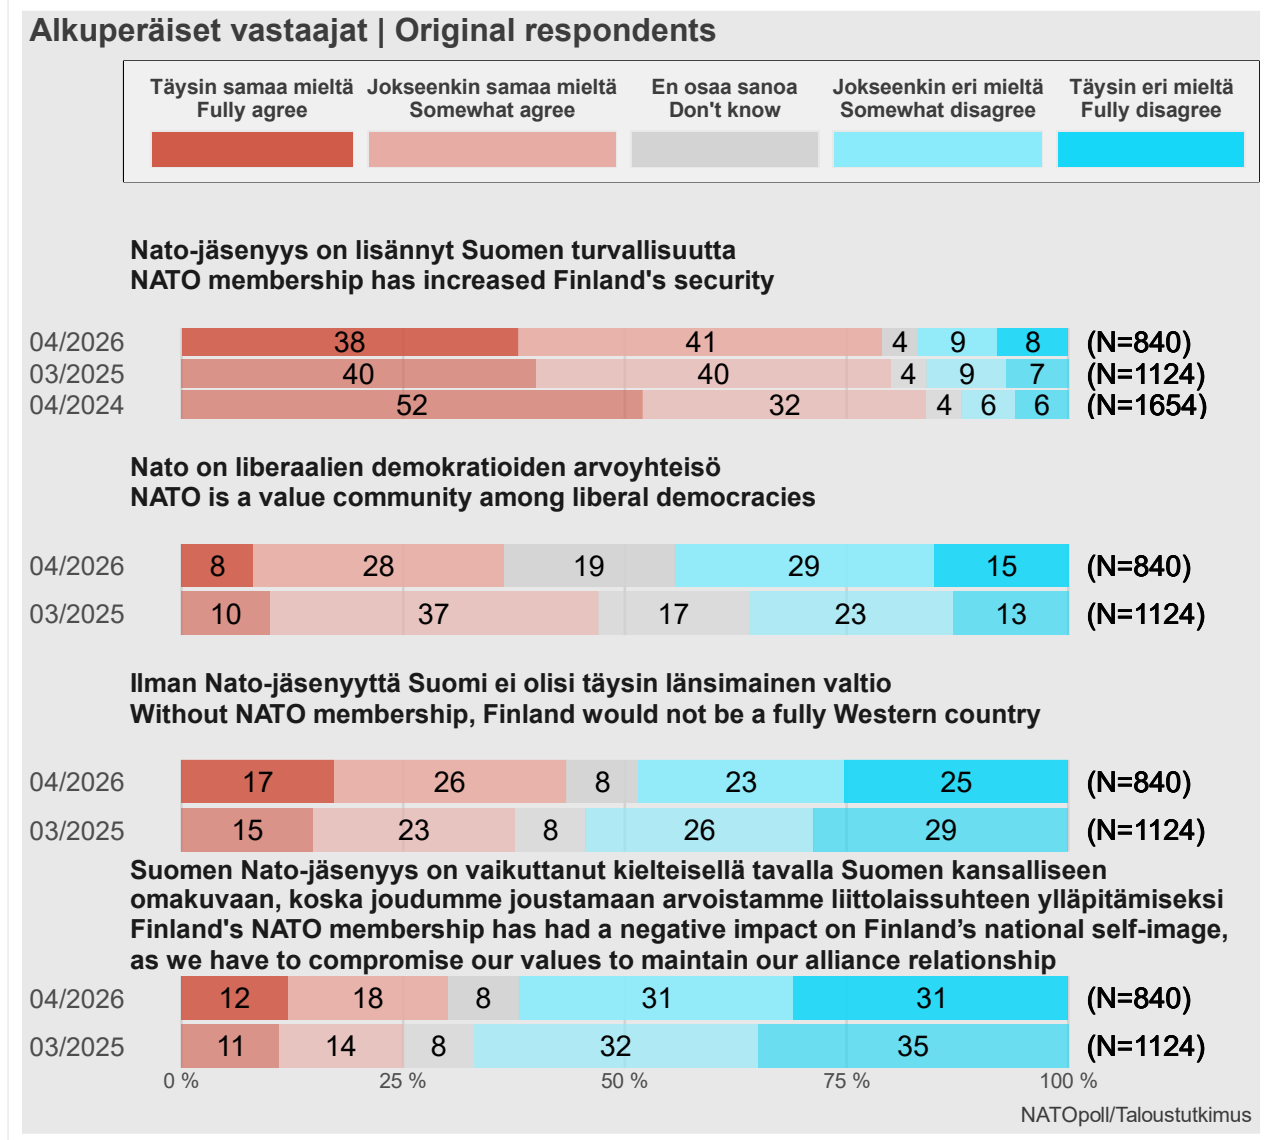 Alkuperäiset vastaajat | Original respondents
Täysin samaa mieltä Jokseenkin samaa mieltä En osaa sanoa Jokseenkin eri mieltä Täysin eri mieltä
Fully agree Somewhat agree Don't know Somewhat disagree Fully disagree
Nato-jäsenyys on lisännyt Suomen turvallisuutta
NATO membership has increased Finland's security
04/2026 38 41 4 9 8 (N=840)
03/2025 40 40 4 9 7 (N=1124)
04/2024 52 32 4 6 6 (N=1654)
Nato on liberaalien demokratioiden arvoyhteisö
NATO is a value community among liberal democracies
04/2026 8 28 19 29 15 (N=840)
03/2025 10 37 17 23 13 (N=1124)
Ilman Nato-jäsenyyttä Suomi ei olisi täysin länsimainen valtio
Without NATO membership, Finland would not be a fully Western country
04/2026 17 26 8 23 25 (N=840)
03/2025 15 23 8 26 29 (N=1124)
Suomen Nato-jäsenyys on vaikuttanut kielteisellä tavalla Suomen kansalliseen
omakuvaan, koska joudumme joustamaan arvoistamme liittolaissuhteen ylläpitämiseksi
Finland's NATO membership has had a negative impact on Finland’s national self-image,
as we have to compromise our values to maintain our alliance relationship
04/2026 12 18 8 31 31 (N=840)
03/2025 11 14 8 32 35 (N=1124)
0 % 25 % 50 % 75 % 100 %
NATOpoll/Taloustutkimus